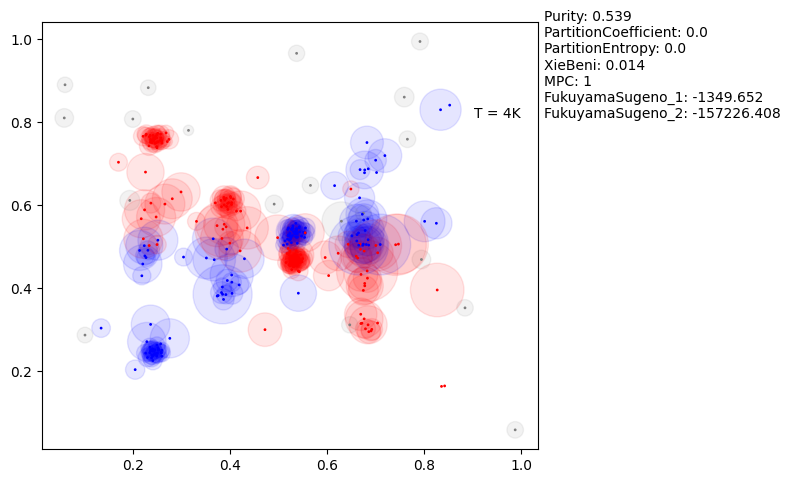 Purity: 0.539
PartitionCoefficient: 0.0
PartitionEntropy: 0.0
XieBeni: 0.014
MPC: 1
FukuyamaSugeno_1: -1349.652
FukuyamaSugeno_2: -157226.408
T = 4K
1.0
0.8
0.6
0.4
0.2
0.2 0.4 0.6 0.8 1.0